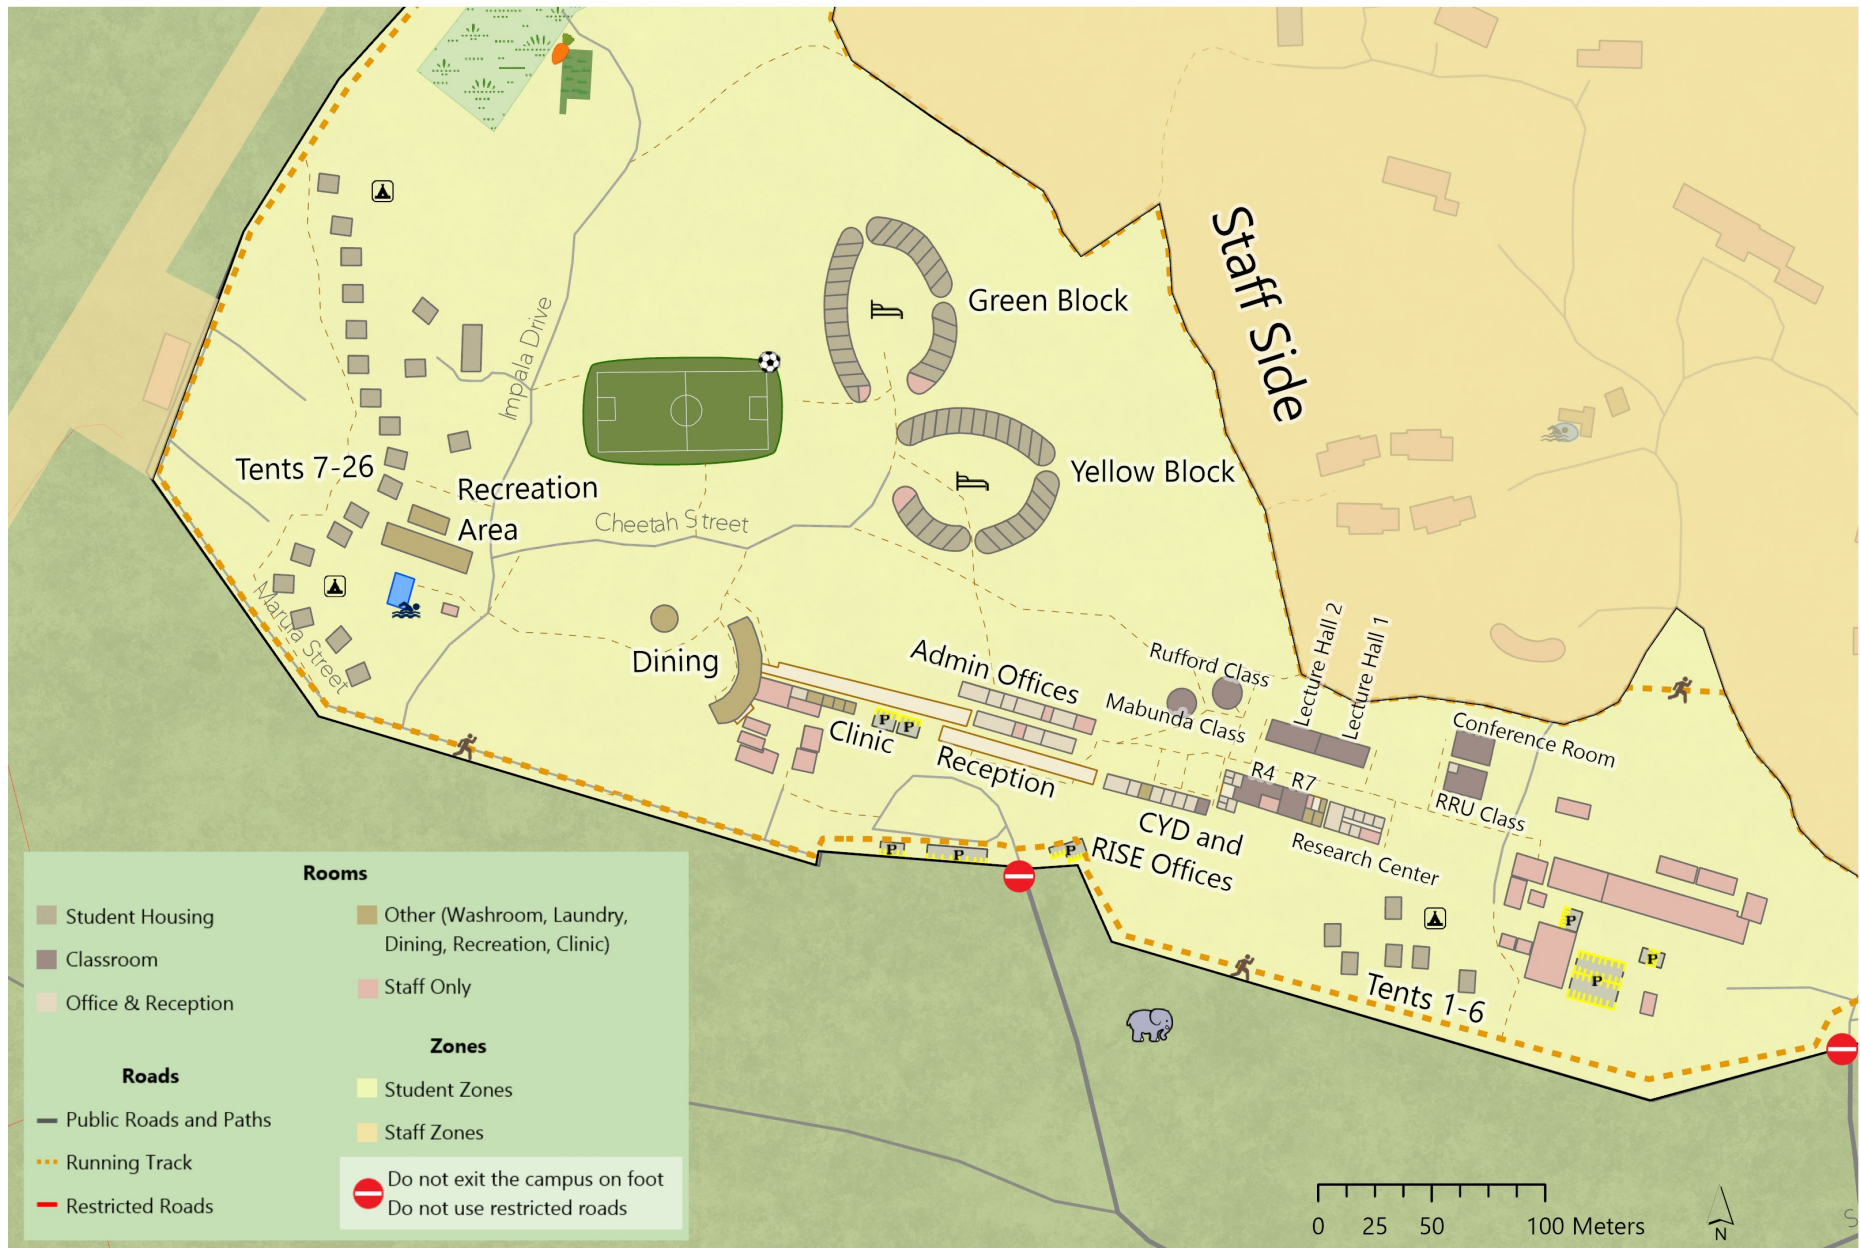 Staff Side
Green Block
Impala Drive
Tents 7-26
Yellow Block
Recreation
Area
Cheetah Street
Marula Street
Dining
Admin Offices
Rufford Class
Lecture Hall 2
Lecture Hall 1
Mabunda Class
Clinic
P
P
Reception
Conference Room
R4
R7
RRU Class
CYD and
RISE Offices
Research Center
P
P
P
Tents 1-6
P
P
P
Rooms
Student Housing
Classroom
Office & Reception
Other (Washroom, Laundry,
Dining, Recreation, Clinic)
Staff Only
Roads
Public Roads and Paths
Running Track
Restricted Roads
Zones
Student Zones
Staff Zones
Do not exit the campus on foot
Do not use restricted roads
0 25 50 100 Meters
N
S